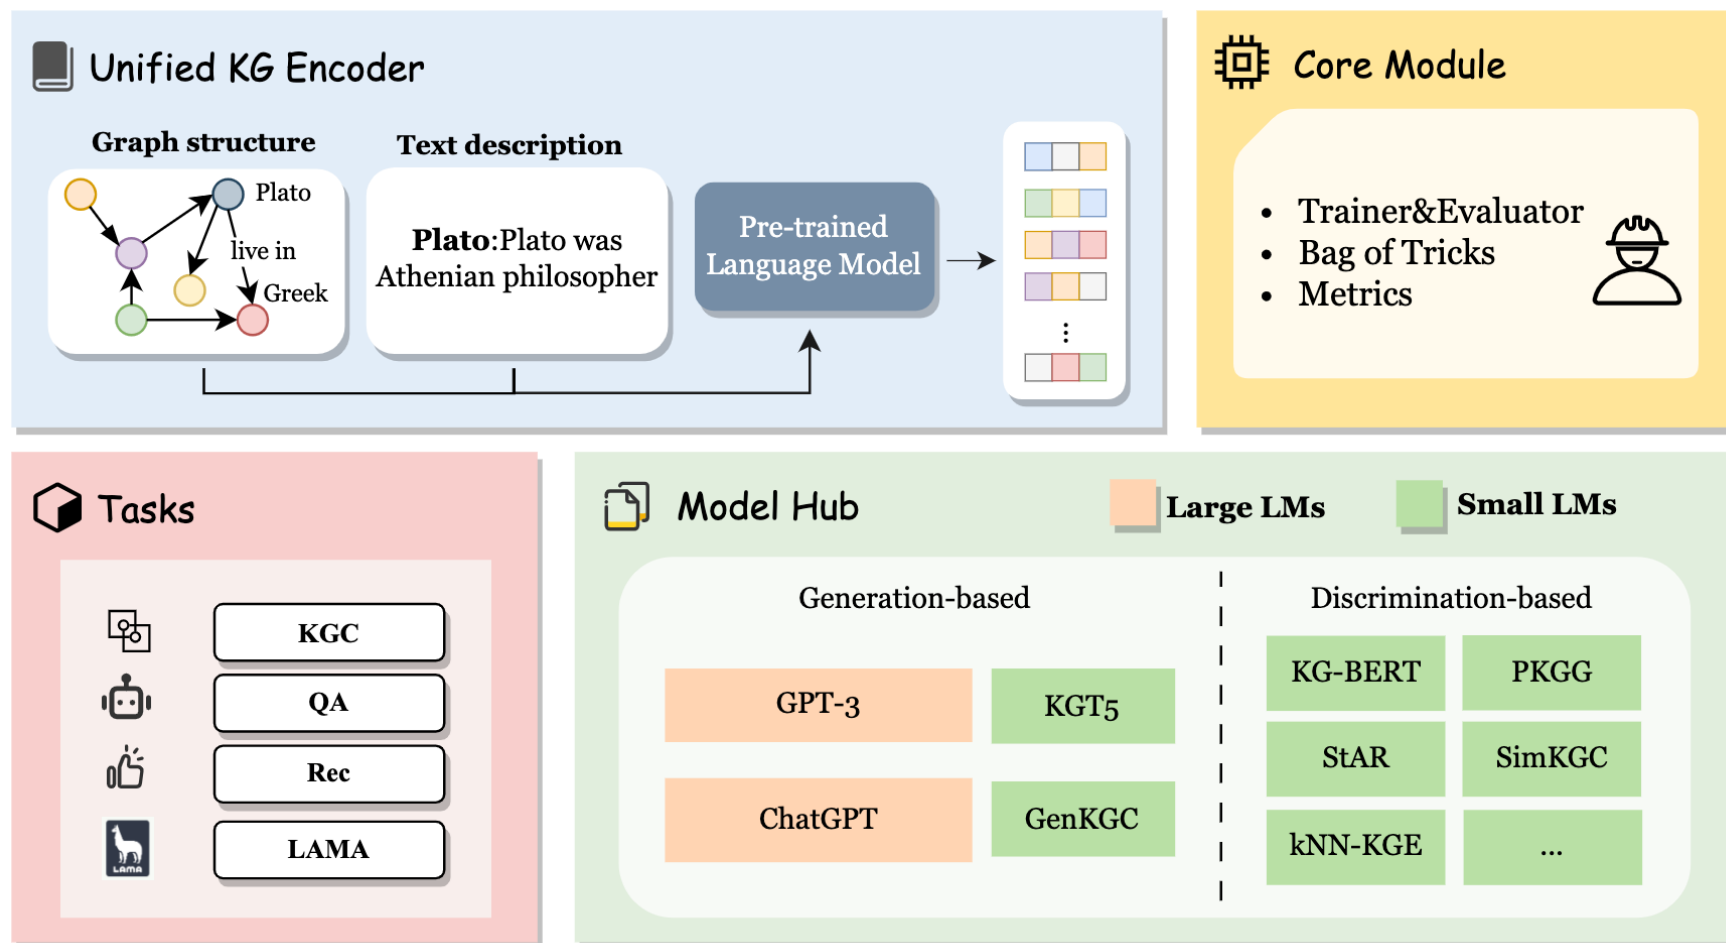 Unified KG Encoder
Graph structure
Plato
live in
Greek
Text description
Plato:Plato was
Athenian philosopher
Pre-trained
Language Model
Core Module
• Trainer&Evaluator
• Bag of Tricks
• Metrics
Tasks
KGC
QA
Rec
LAMA
LAMA
Model Hub
Large LMs
Small LMs
Generation-based
GPT-3
KGT5
ChatGPT
GenKGC
Discrimination-based
KG-BERT
PKGG
StAR
SimKGC
kNN-KGE
...